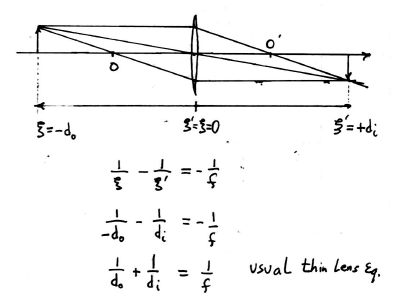 O O'
ξ=-d₀ ξ'=ξ=0 ξ'=+dᵢ
1/ξ - 1/ξ' = -1/f
1/-d₀ - 1/dᵢ = -1/f
1/d₀ + 1/dᵢ = 1/f usual thin Lens Eq.